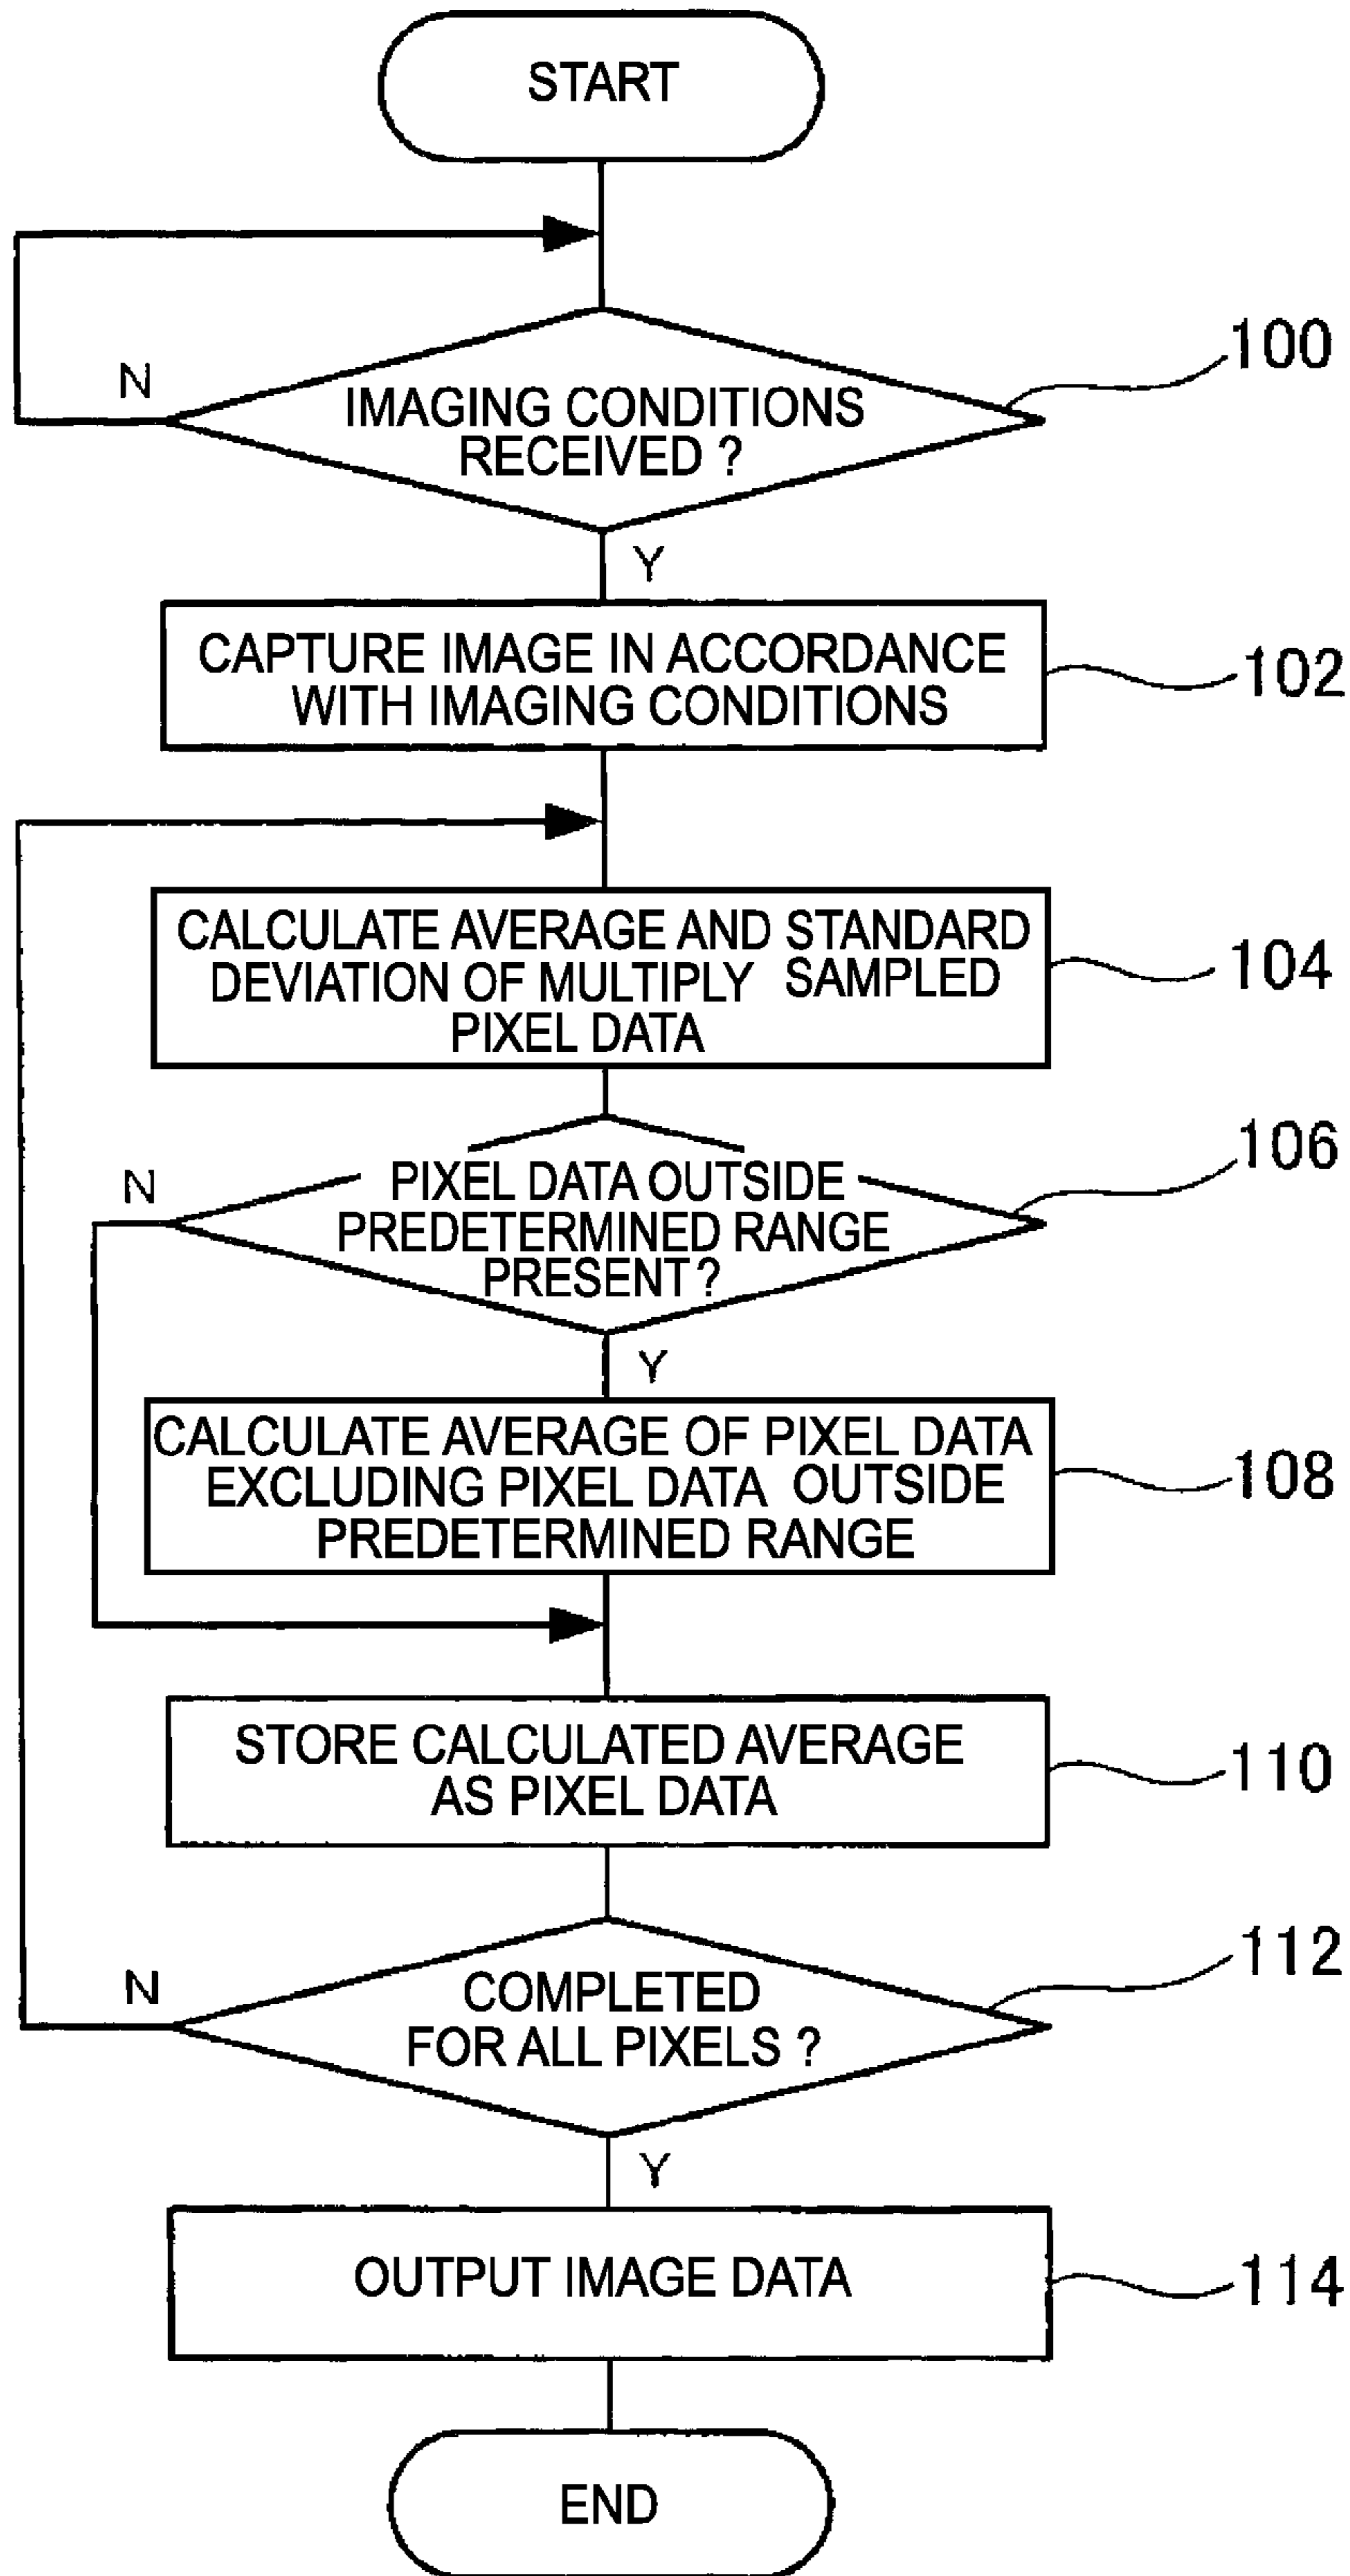 START
N
IMAGING CONDITIONS
RECEIVED ?
100
Y
CAPTURE IMAGE IN ACCORDANCE
WITH IMAGING CONDITIONS
102
CALCULATE AVERAGE AND STANDARD
DEVIATION OF MULTIPLY SAMPLED
PIXEL DATA
104
N
PIXEL DATA OUTSIDE
PREDETERMINED RANGE
PRESENT ?
106
Y
CALCULATE AVERAGE OF PIXEL DATA
EXCLUDING PIXEL DATA OUTSIDE
PREDETERMINED RANGE
108
STORE CALCULATED AVERAGE
AS PIXEL DATA
110
N
COMPLETED
FOR ALL PIXELS ?
112
Y
OUTPUT IMAGE DATA
114
END